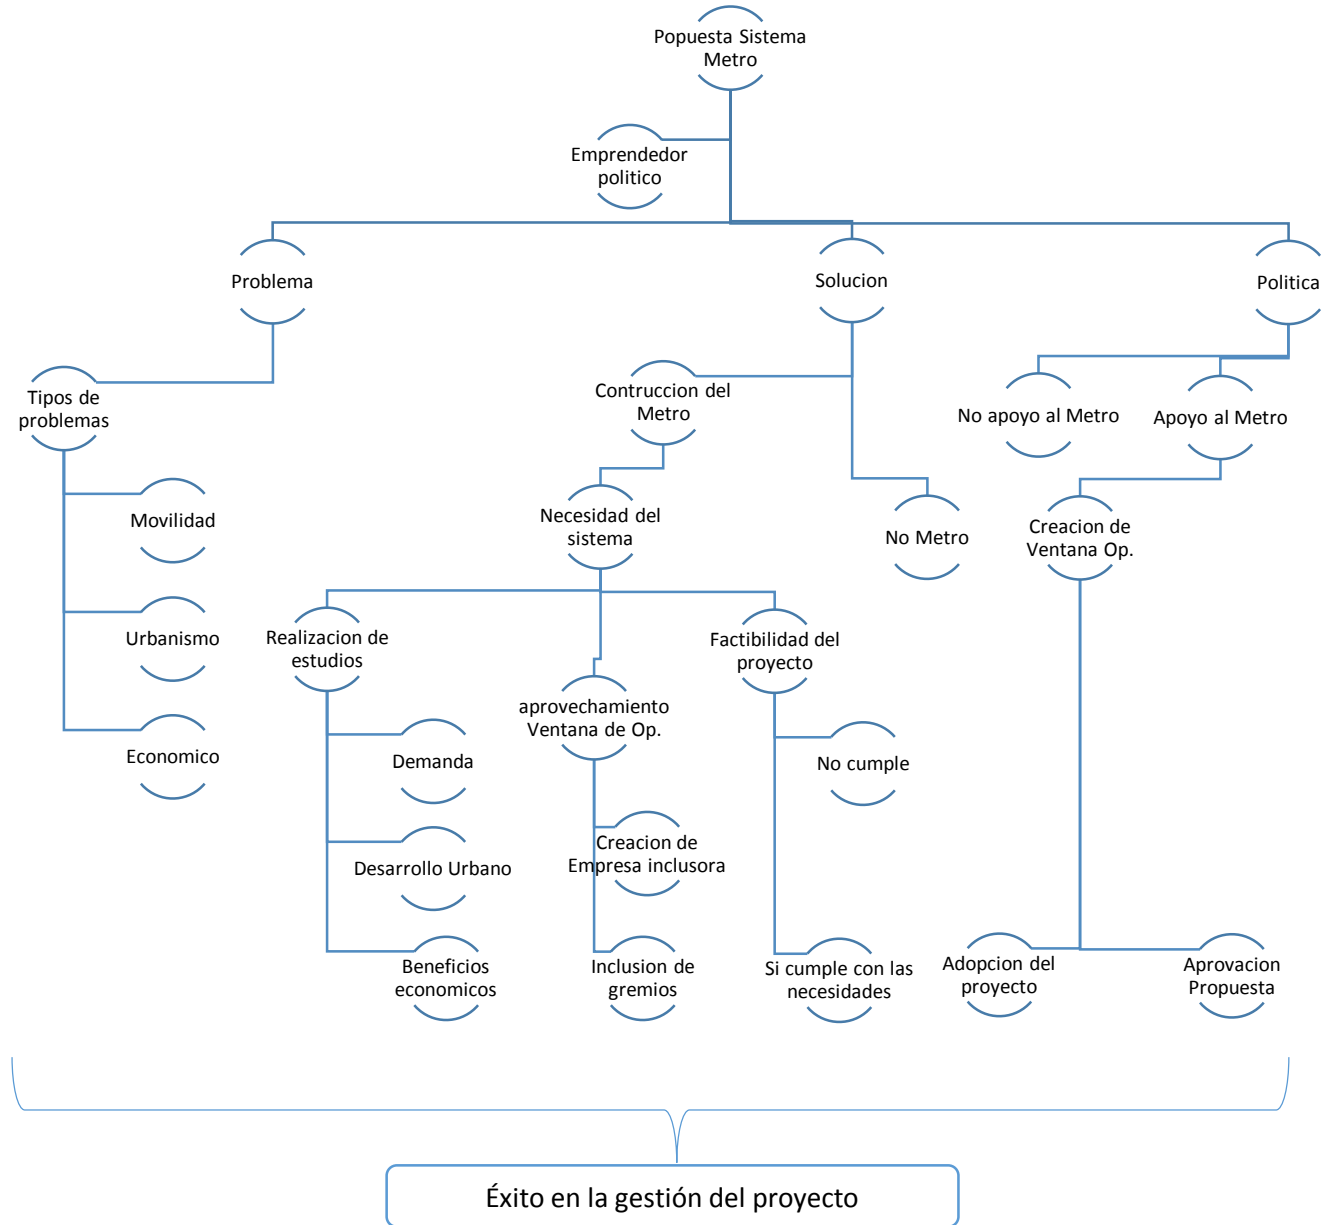 Popuesta Sistema
Metro
Emprendedor
politico
Problema
Solucion
Politica
Tipos de
problemas
Contruccion del
Metro
No apoyo al Metro
Apoyo al Metro
Movilidad
Necesidad del
sistema
No Metro
Creacion de
Ventana Op.
Urbanismo
Realizacion de
estudios
aprovechamiento
Ventana de Op.
Factibilidad del
proyecto
Economico
Demanda
No cumple
Desarrollo Urbano
Creacion de
Empresa inclusora
Beneficios
economicos
Inclusion de
gremios
Si cumple con las
necesidades
Adopcion del
proyecto
Aprovacion
Propuesta
Éxito en la gestión del proyecto